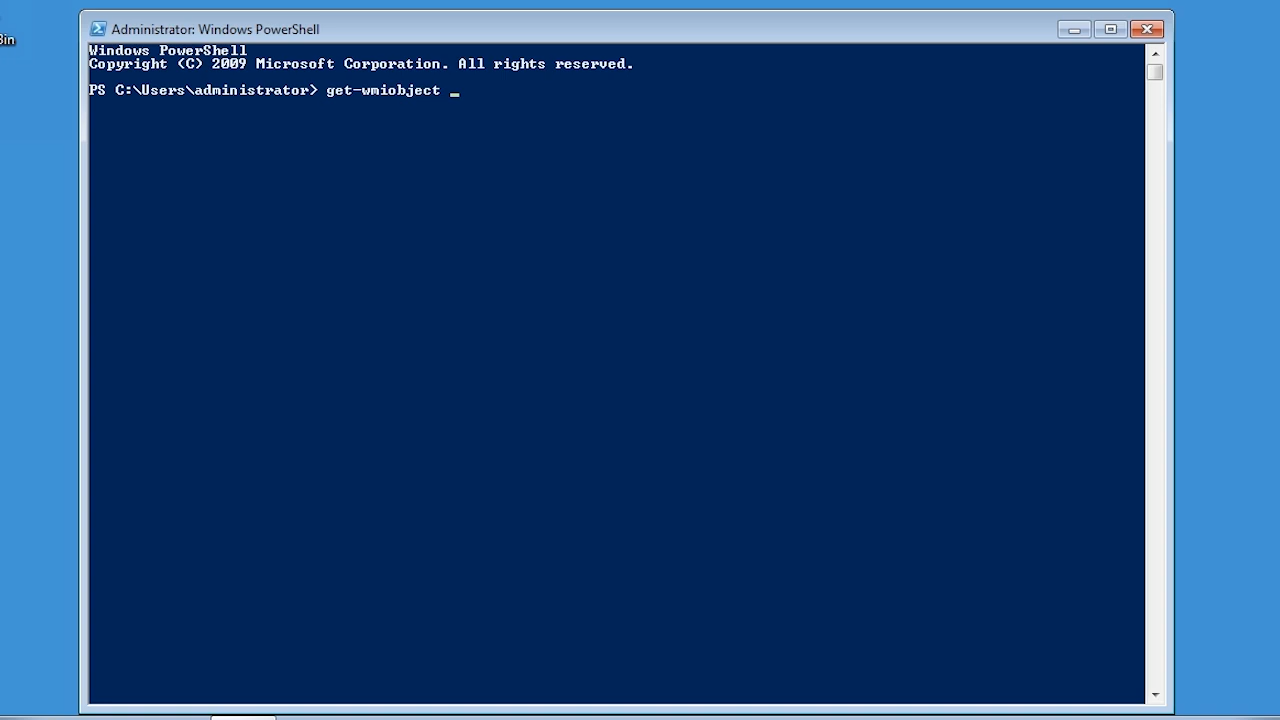 Administrator: Windows PowerShell
Bin
Windows PowerShell
Copyright (C) 2009 Microsoft Corporation. All rights reserved.
PS C:\Users\administrator> get-wmiobject _